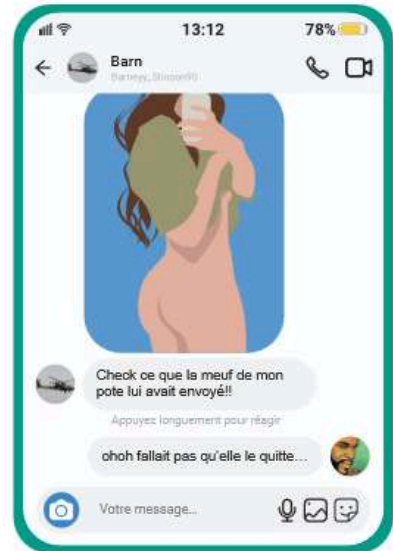 13:12
78%
Barn
Barneyy_Stinson90
Check ce que la meuf de mon
pote lui avait envoyé!!
Appuyez longuement pour réagir
ohoh fallait pas qu'elle le quitte...
Votre message...